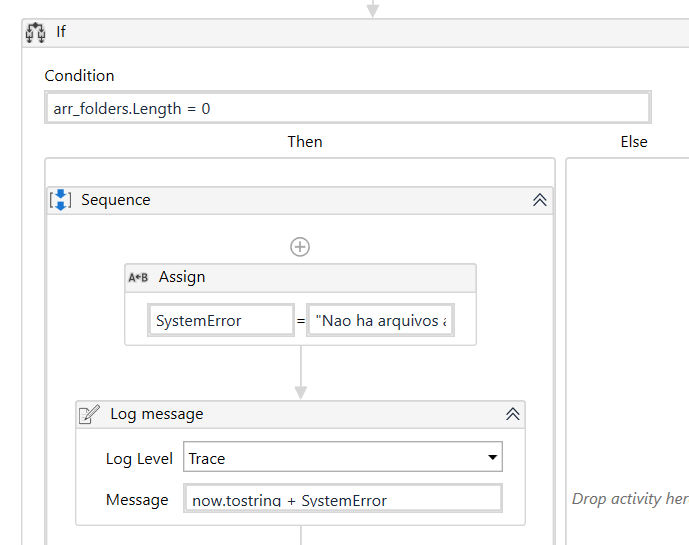 If
Condition
arr_folders.Length = 0
Then
Else
Sequence
A←B Assign
SystemError = "Nao ha arquivos
Log message
Log Level Trace
Message now.tostring + SystemError
Drop activity her